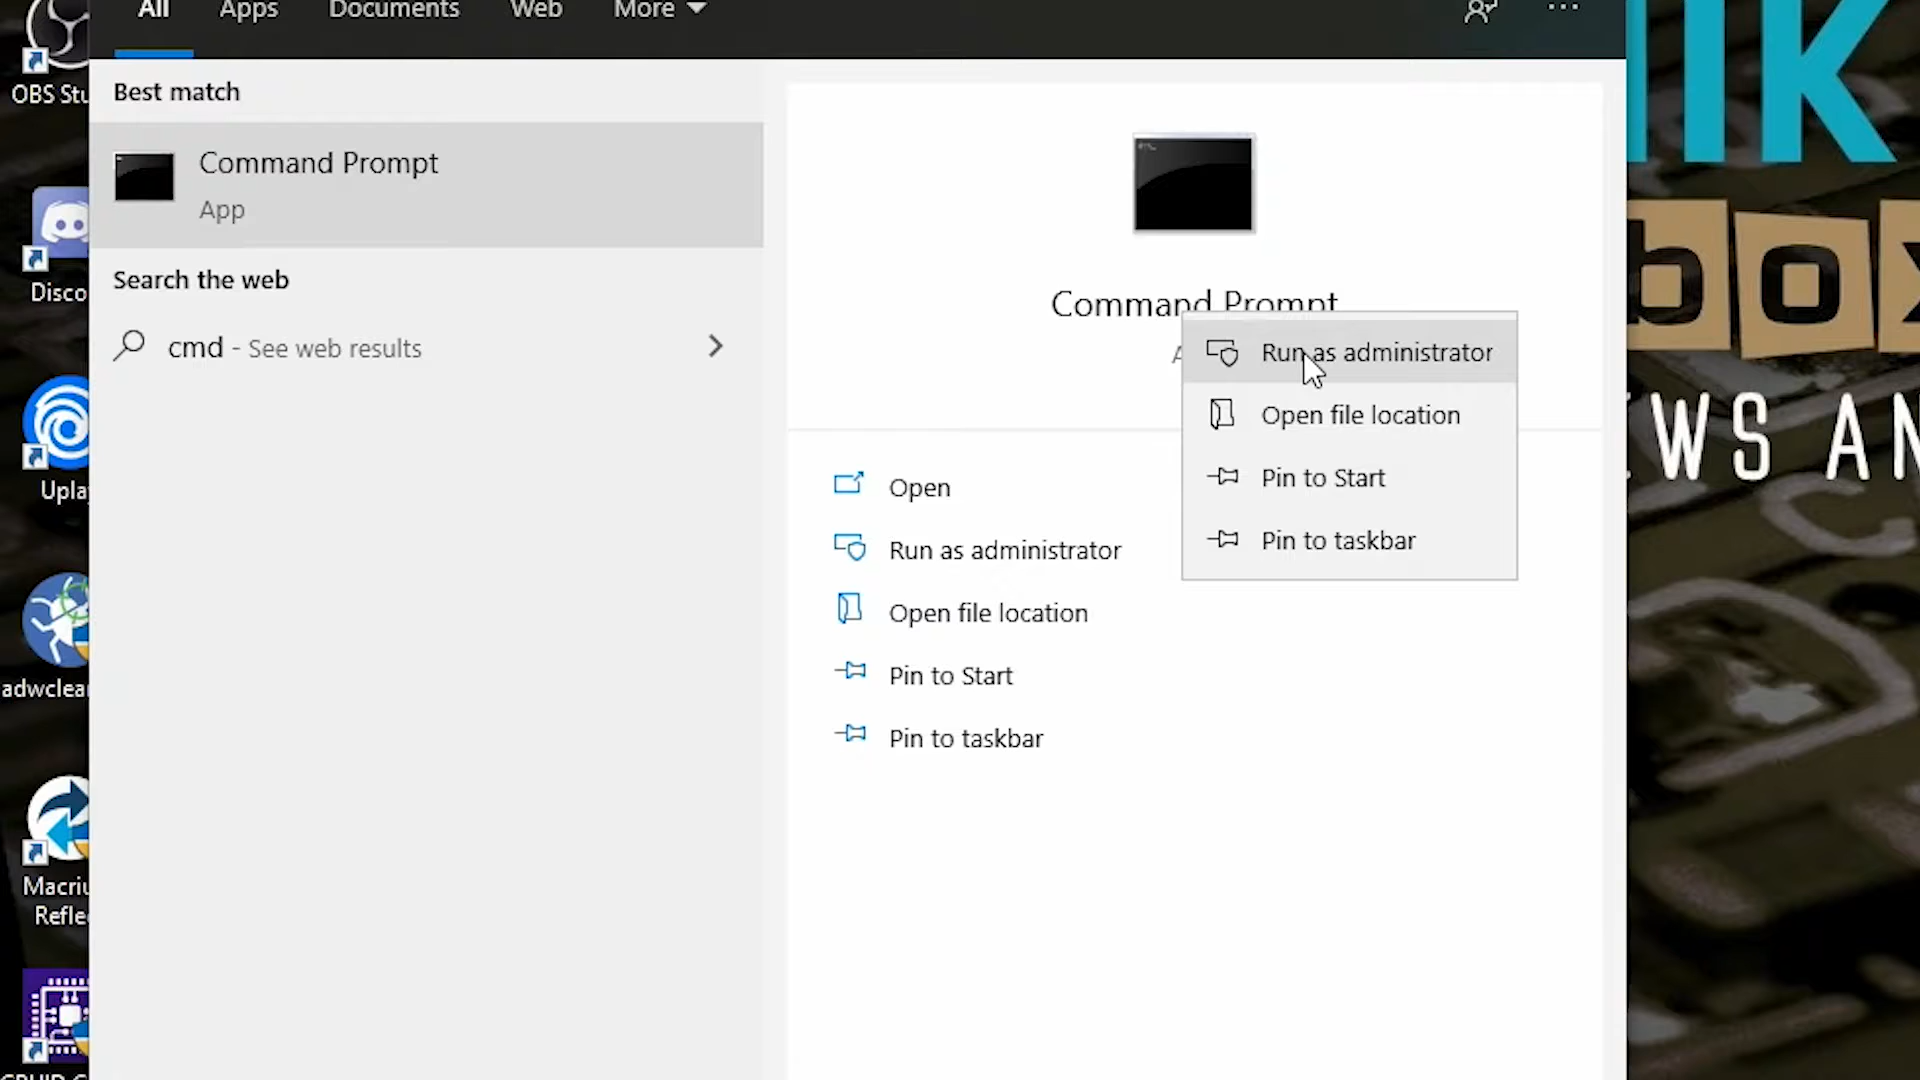 All
Apps
Documents
Web
More
OBS Stu
Best match
Command Prompt
App
Search the web
cmd - See web results
Disco
Upla
adwclea
Macriu
Refle
Command Prompt
Run as administrator
Open file location
Pin to Start
Pin to taskbar
Open
Run as administrator
Open file location
Pin to Start
Pin to taskbar
box
WS AN